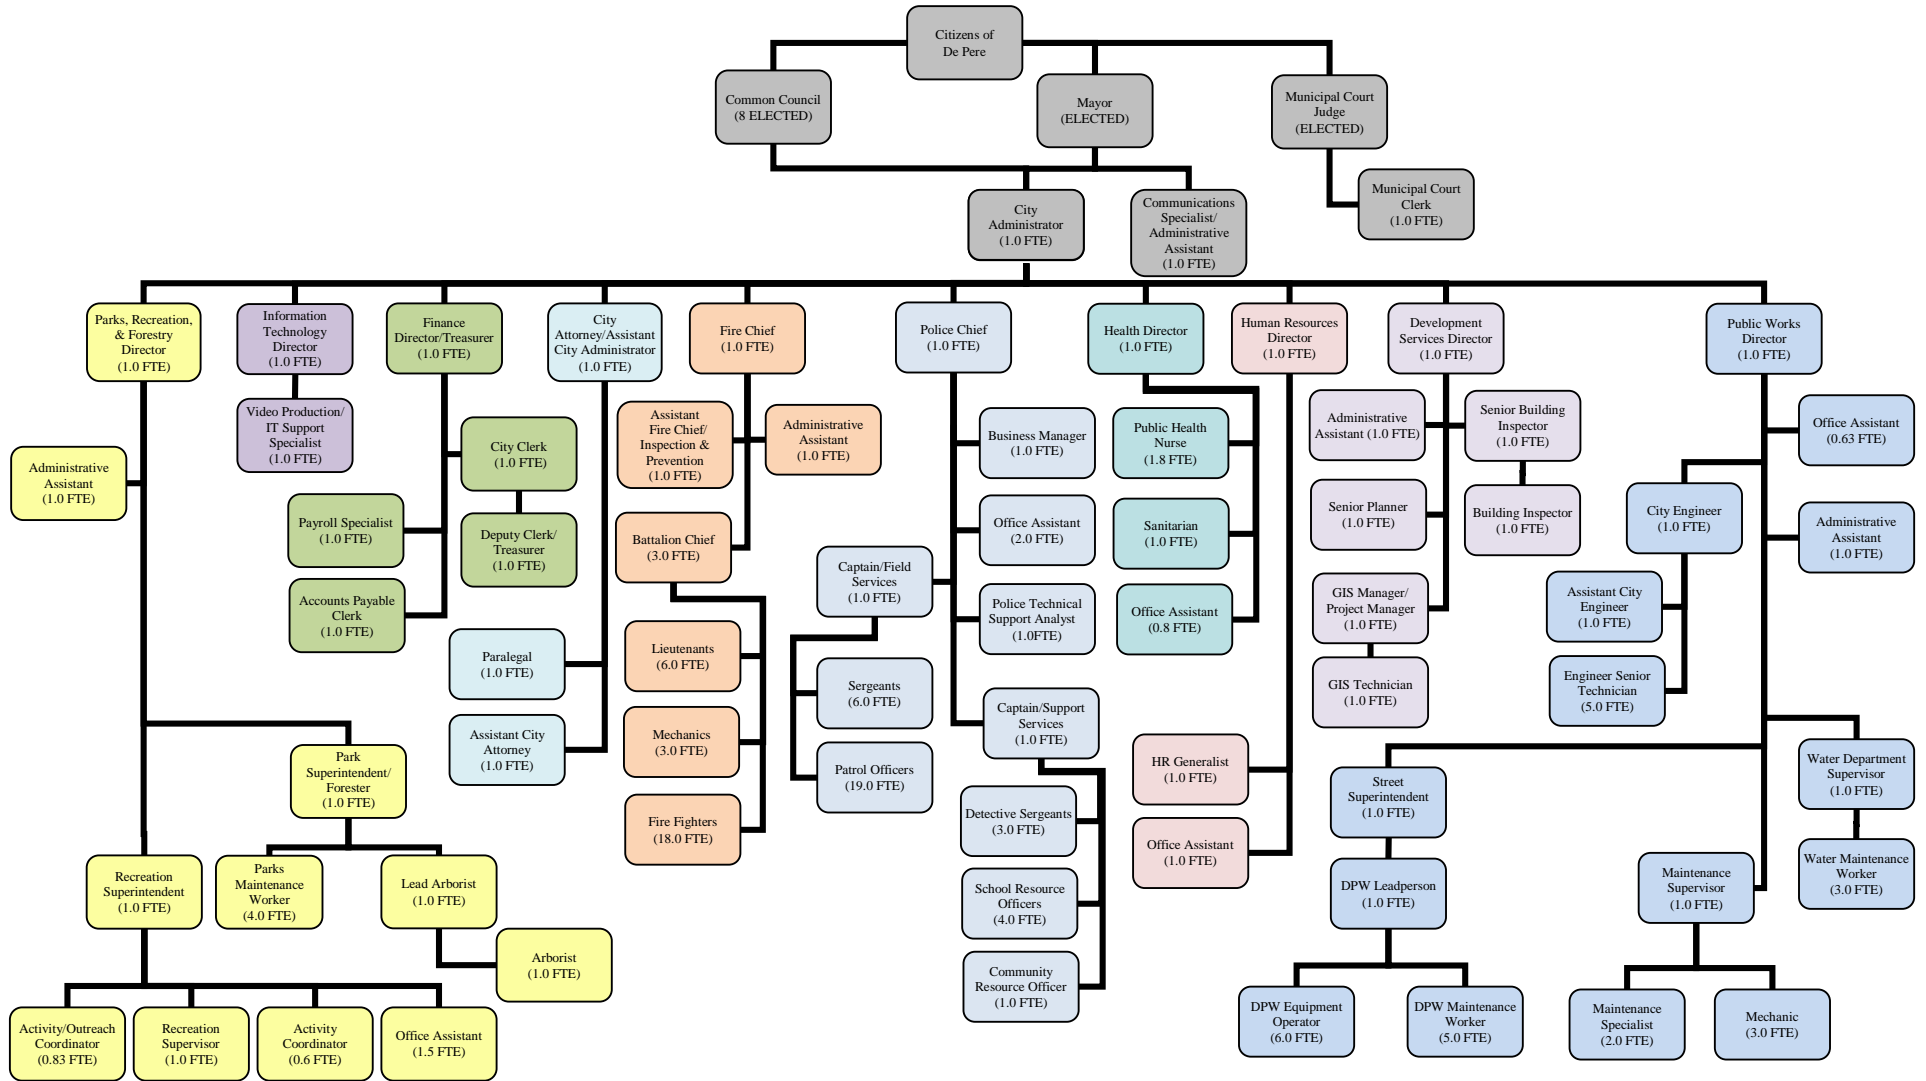 Citizens of
De Pere
Common Council
(8 ELECTED)
Mayor
(ELECTED)
Municipal Court
Judge
(ELECTED)
Municipal Court
Clerk
(1.0 FTE)
City
Administrator
(1.0 FTE)
Communications
Specialist/
Administrative
Assistant
(1.0 FTE)
Parks, Recreation,
& Forestry
Director
(1.0 FTE)
Information
Technology
Director
(1.0 FTE)
Finance
Director/Treasurer
(1.0 FTE)
City
Attorney/Assistant
City Administrator
(1.0 FTE)
Fire Chief
(1.0 FTE)
Police Chief
(1.0 FTE)
Health Director
(1.0 FTE)
Human Resources
Director
(1.0 FTE)
Development
Services Director
(1.0 FTE)
Public Works
Director
(1.0 FTE)
Administrative
Assistant
(1.0 FTE)
Video Production/
IT Support
Specialist
(1.0 FTE)
City Clerk
(1.0 FTE)
Payroll Specialist
(1.0 FTE)
Deputy Clerk/
Treasurer
(1.0 FTE)
Accounts Payable
Clerk
(1.0 FTE)
Paralegal
(1.0 FTE)
Assistant City
Attorney
(1.0 FTE)
Assistant
Fire Chief/
Inspection &
Prevention
(1.0 FTE)
Administrative
Assistant
(1.0 FTE)
Battalion Chief
(3.0 FTE)
Lieutenants
(6.0 FTE)
Mechanics
(3.0 FTE)
Fire Fighters
(18.0 FTE)
Business Manager
(1.0 FTE)
Office Assistant
(2.0 FTE)
Captain/Field
Services
(1.0 FTE)
Police Technical
Support Analyst
(1.0FTE)
Sergeants
(6.0 FTE)
Patrol Officers
(19.0 FTE)
Captain/Support
Services
(1.0 FTE)
Detective Sergeants
(3.0 FTE)
School Resource
Officers
(4.0 FTE)
Community
Resource Officer
(1.0 FTE)
Public Health
Nurse
(1.8 FTE)
Sanitarian
(1.0 FTE)
Office Assistant
(0.8 FTE)
HR Generalist
(1.0 FTE)
Office Assistant
(1.0 FTE)
Administrative
Assistant (1.0 FTE)
Senior Building
Inspector
(1.0 FTE)
Senior Planner
(1.0 FTE)
Building Inspector
(1.0 FTE)
GIS Manager/
Project Manager
(1.0 FTE)
GIS Technician
(1.0 FTE)
Office Assistant
(0.63 FTE)
City Engineer
(1.0 FTE)
Administrative
Assistant
(1.0 FTE)
Assistant City
Engineer
(1.0 FTE)
Engineer Senior
Technician
(5.0 FTE)
Street
Superintendent
(1.0 FTE)
Water Department
Supervisor
(1.0 FTE)
DPW Leadperson
(1.0 FTE)
Maintenance
Supervisor
(1.0 FTE)
Water Maintenance
Worker
(3.0 FTE)
DPW Equipment
Operator
(6.0 FTE)
DPW Maintenance
Worker
(5.0 FTE)
Maintenance
Specialist
(2.0 FTE)
Mechanic
(3.0 FTE)
Park
Superintendent/
Forester
(1.0 FTE)
Recreation
Superintendent
(1.0 FTE)
Parks
Maintenance
Worker
(4.0 FTE)
Lead Arborist
(1.0 FTE)
Arborist
(1.0 FTE)
Activity/Outreach
Coordinator
(0.83 FTE)
Recreation
Supervisor
(1.0 FTE)
Activity
Coordinator
(0.6 FTE)
Office Assistant
(1.5 FTE)